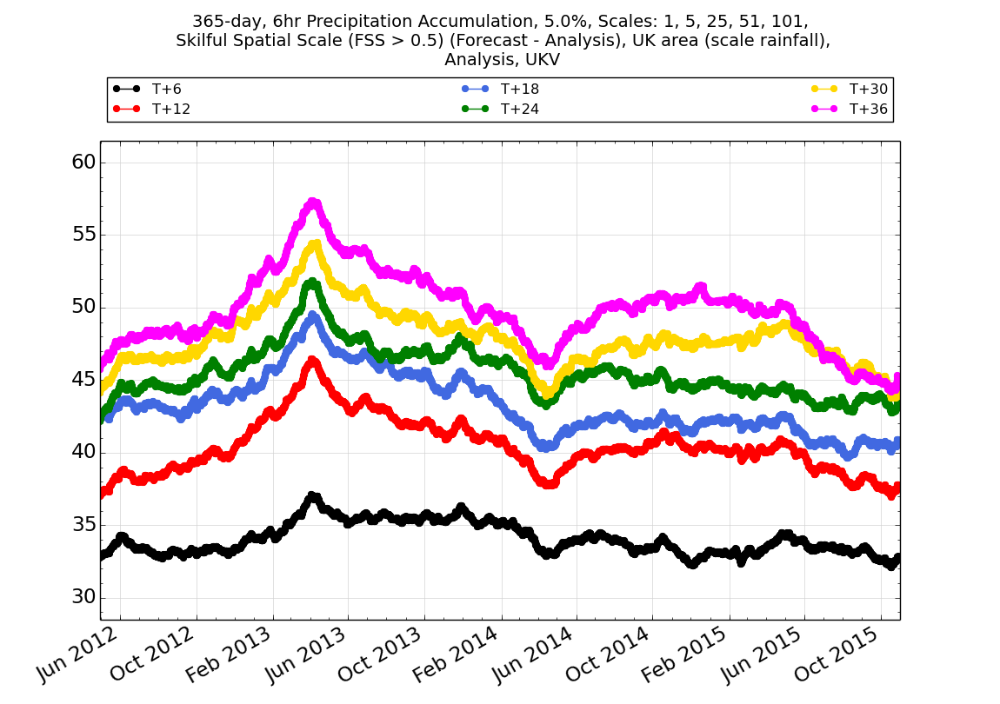 365-day, 6hr Precipitation Accumulation, 5.0%, Scales: 1, 5, 25, 51, 101,
Skilful Spatial Scale (FSS > 0.5) (Forecast - Analysis), UK area (scale rainfall),
Analysis, UKV
T+6 T+18 T+30
T+12 T+24 T+36
60
55
50
45
40
35
30
Jun 2012 Oct 2012 Feb 2013 Jun 2013 Oct 2013 Feb 2014 Jun 2014 Oct 2014 Feb 2015 Jun 2015 Oct 2015